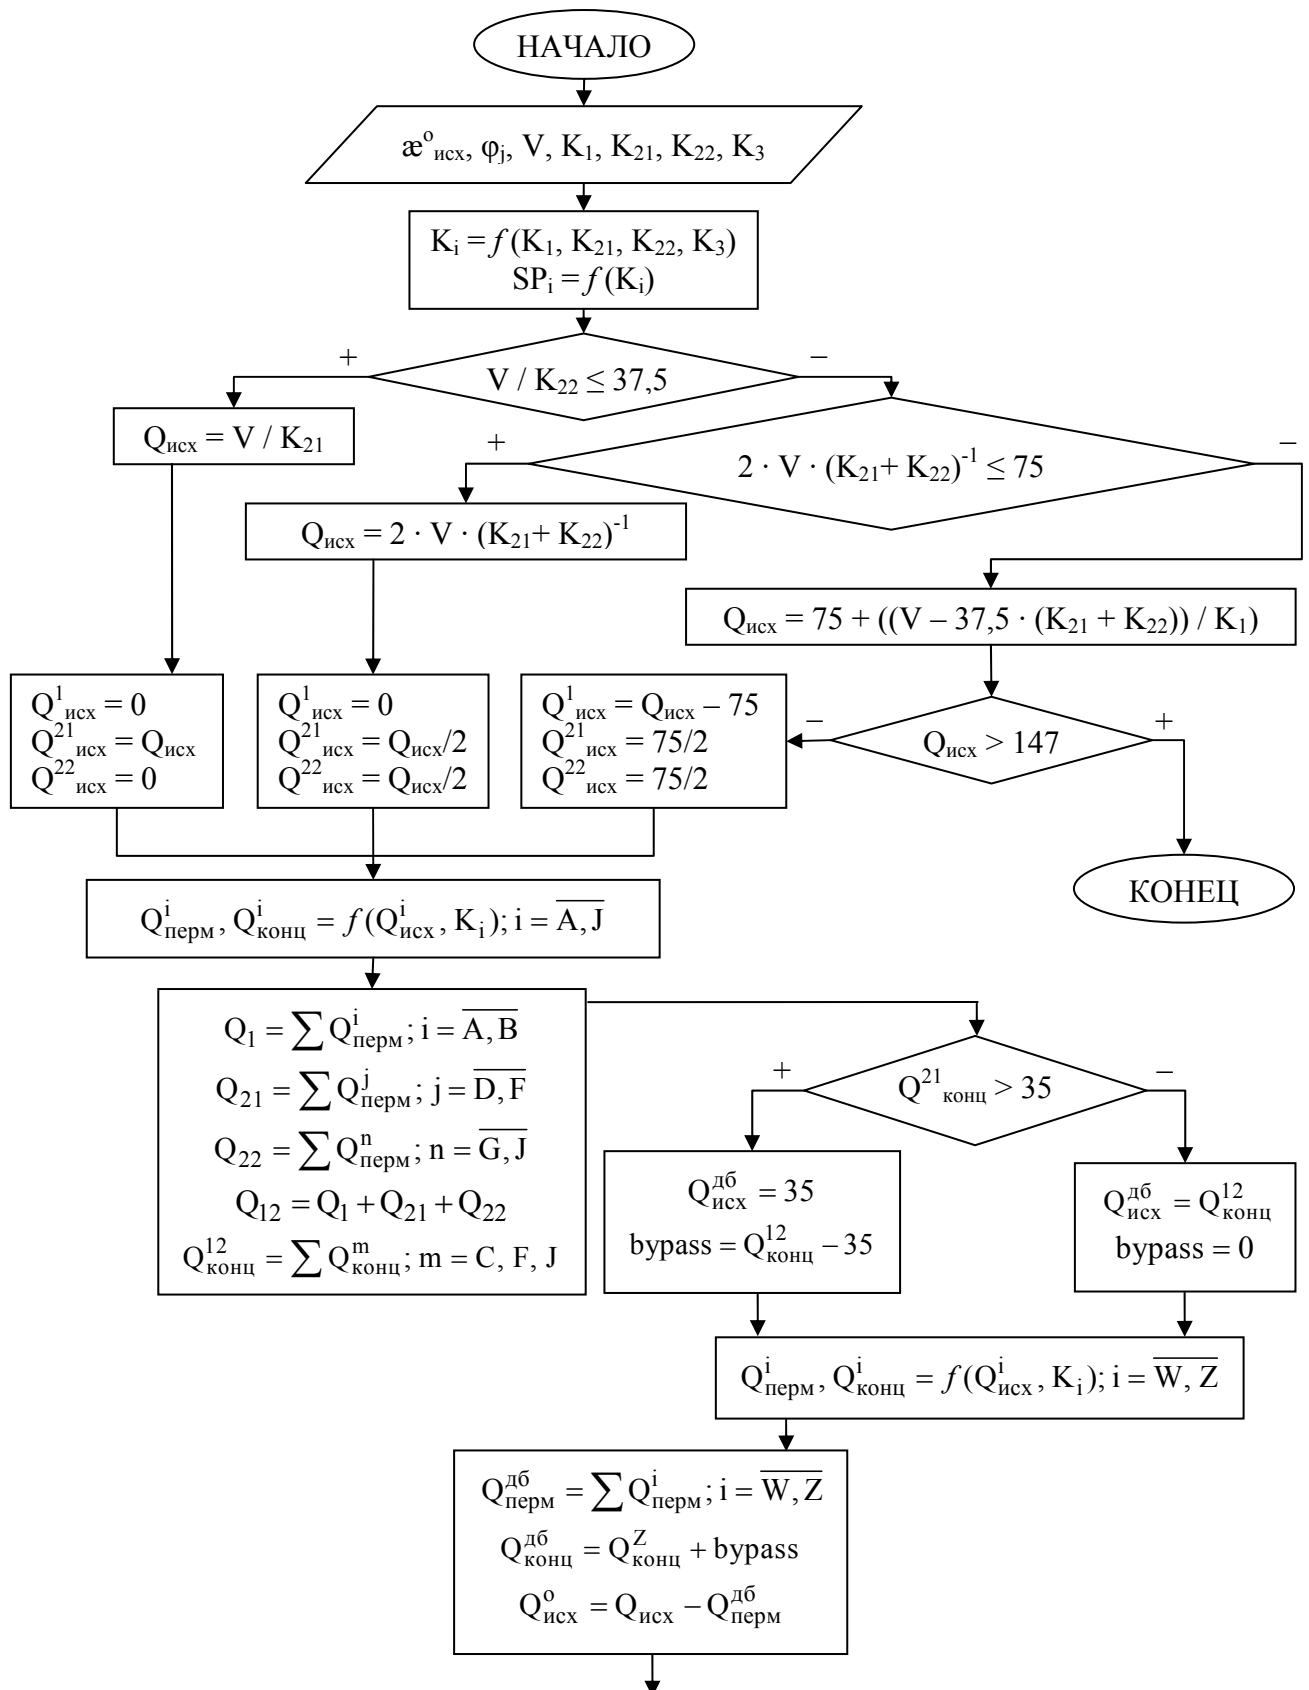 НАЧАЛО
æ°исх, φj, V, K1, K21, K22, K3
Ki = f(K1, K21, K22, K3)
SPi = f(Ki)
+
–
V / K22 ≤ 37,5
Qисх = V / K21
+
–
2 · V · (K21+ K22)-1 ≤ 75
Qисх = 2 · V · (K21+ K22)-1
Qисх = 75 + ((V – 37,5 · (K21 + K22)) / K1)
Q1исх = 0
Q21исх = Qисх
Q22исх = 0
Q1исх = 0
Q21исх = Qисх/2
Q22исх = Qисх/2
Q1исх = Qисх – 75
Q21исх = 75/2
Q22исх = 75/2
–
Qисх > 147
+
КОНЕЦ
Qiперм, Qiконц = f(Qiисх, Ki); i = A, J
Q1 = ∑ Qiперм; i = A, B
Q21 = ∑ Qjперм; j = D, F
Q22 = ∑ Qnперм; n = G, J
Q12 = Q1 + Q21 + Q22
Q12конц = ∑ Qmконц; m = C, F, J
+
–
Q21конц > 35
Qдбисх = 35
bypass = Q12конц – 35
Qдбисх = Q12конц
bypass = 0
Qiперм, Qiконц = f(Qiисх, Ki); i = W, Z
Qдбперм = ∑ Qiперм; i = W, Z
Qдбконц = QZконц + bypass
Qоисх = Qисх – Qдбперм